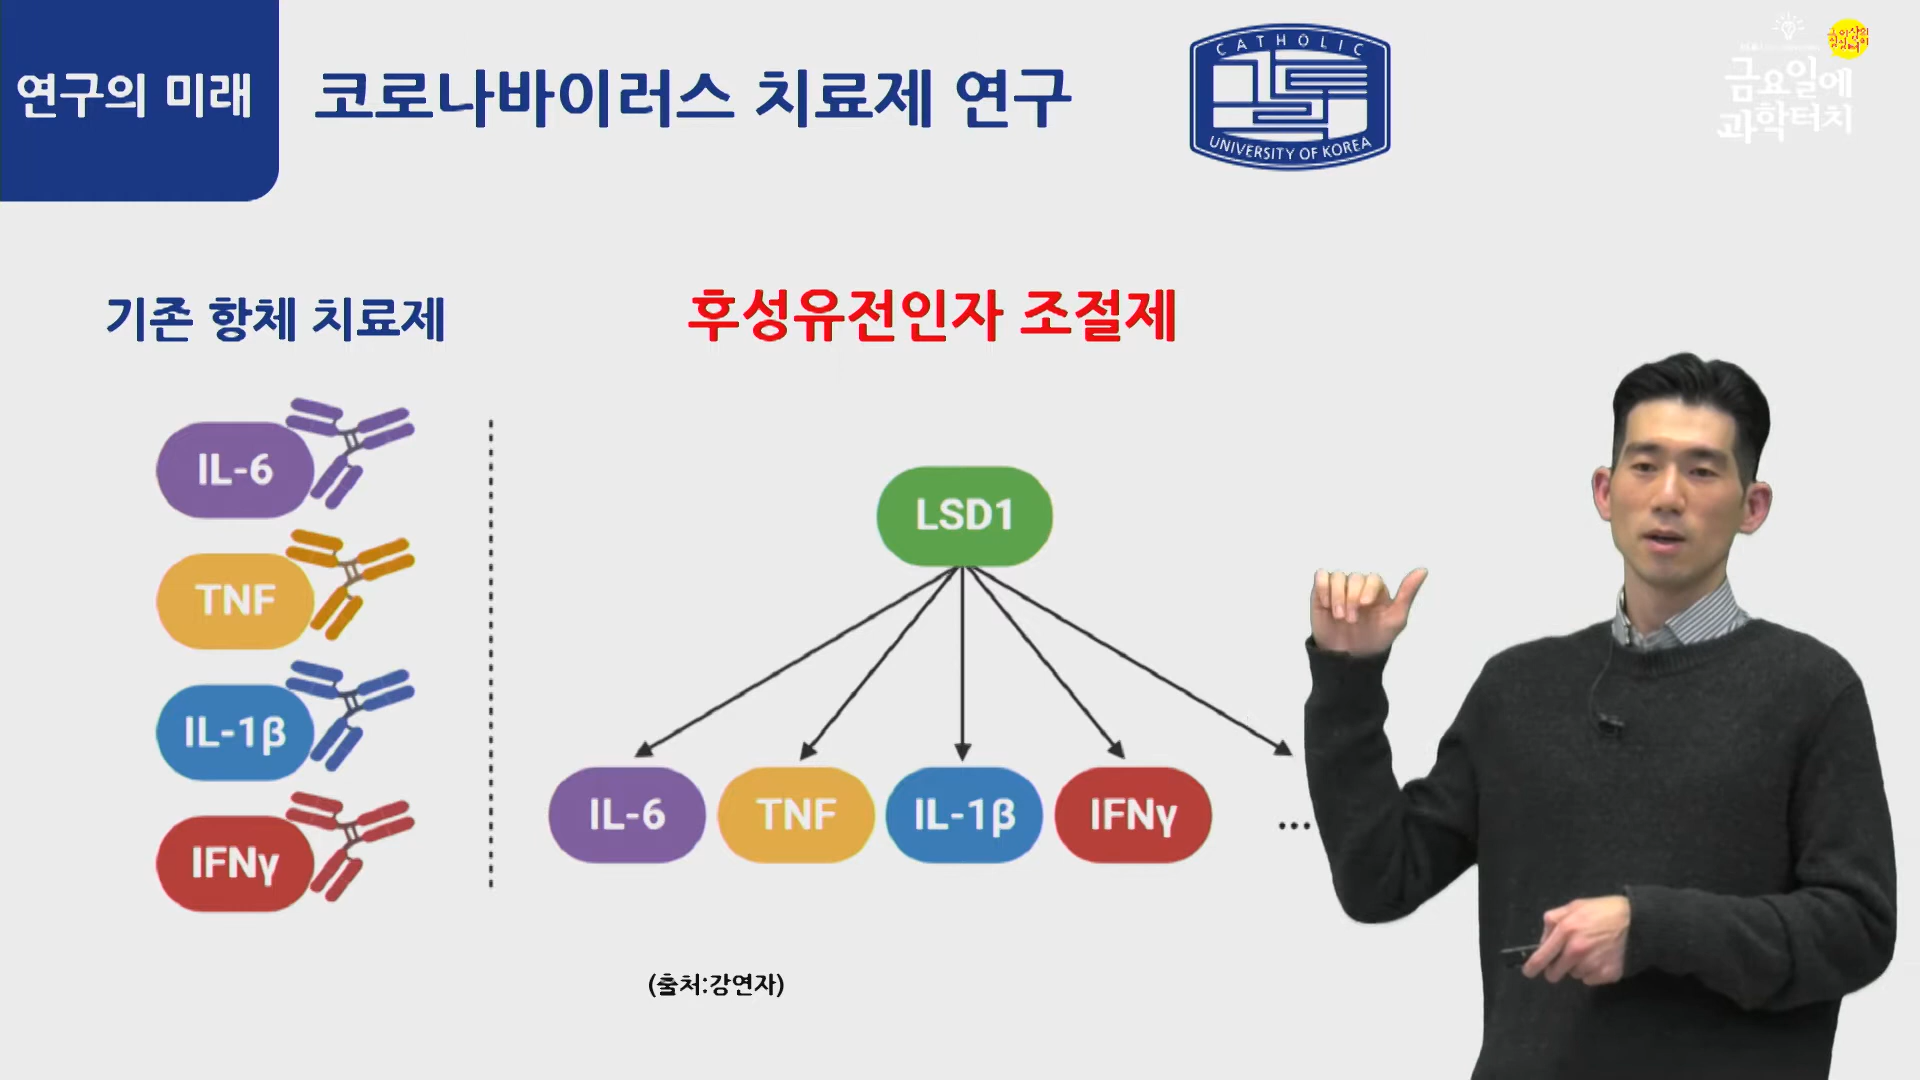 연구의 미래
코로나바이러스 치료제 연구
CATHOLIC
UNIVERSITY OF KOREA
금요일에
과학터치
기존 항체 치료제
후성유전인자 조절제
IL-6
TNF
IL-1β
IFNγ
LSD1
IL-6
TNF
IL-1β
IFNγ
...
(출처:강연자)